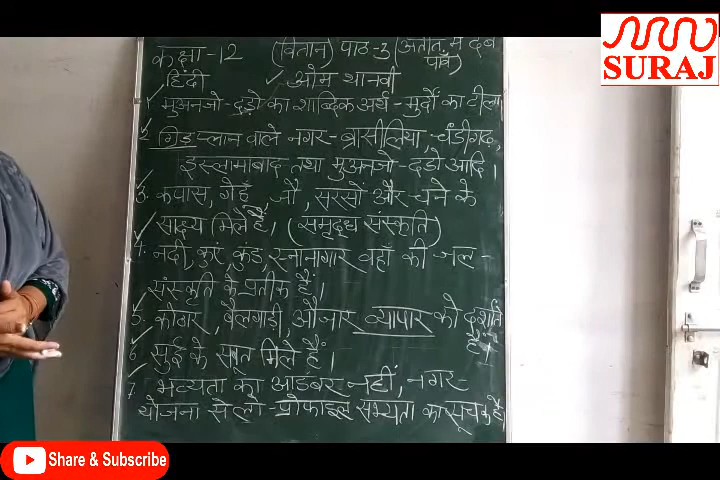 कक्षा-12 (वितान) पाठ-3 (अतीत में दबे पाँव)
हिंदी ✓ ओम थानवी
1. मुअनजो-दड़ो का शाब्दिक अर्थ - मुर्दों का टीला
2. ग्रिड प्लान वाले नगर - ब्रासीलिया, चंडीगढ़,
इस्लामाबाद तथा मुअनजो-दड़ो आदि।
3. कपास, गेहूँ, जौ, सरसों और चने के
साक्ष्य मिले हैं। (समृद्ध संस्कृति)
4. नदी, कुएं, कुंड, स्नानागार वहाँ की जल-
संस्कृति के प्रतीक हैं।
5. कोठार, बैलगाड़ी, औजार व्यापार को दर्शाते हैं।
6. सुई के सबूत मिले हैं।
7. भव्यता का आडंबर नहीं, नगर-
योजना से लो-प्रोफाइल सभ्यता का सूचक है।
SURAJ
Share & Subscribe